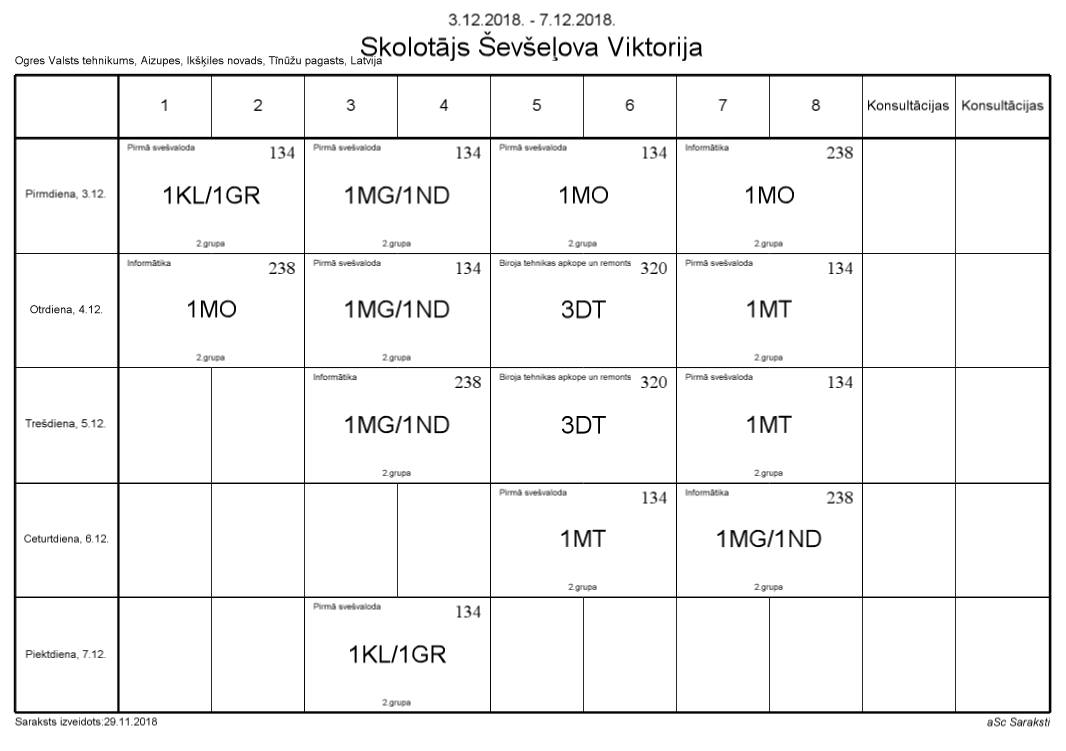 3.12.2018. - 7.12.2018.
Skolotājs Ševšeļova Viktorija
Ogres Valsts tehnikums, Aizupes, Ikšķiles novads, Tīnūžu pagasts, Latvija
1 2 3 4 5 6 7 8 Konsultācijas Konsultācijas
Pirmā svešvaloda 134 Pirmā svešvaloda 134 Pirmā svešvaloda 134 Informātika 238
Pirmdiena, 3.12. 1KL/1GR 1MG/1ND 1MO 1MO
2.grupa 2.grupa 2.grupa 2.grupa
Informātika 238 Pirmā svešvaloda 134 Biroja tehnikas apkope un remonts 320 Pirmā svešvaloda 134
Otrdiena, 4.12. 1MO 1MG/1ND 3DT 1MT
2.grupa 2.grupa 2.grupa
Informātika 238 Biroja tehnikas apkope un remonts 320 Pirmā svešvaloda 134
Trešdiena, 5.12. 1MG/1ND 3DT 1MT
2.grupa 2.grupa
Pirmā svešvaloda 134 Informātika 238
Ceturtdiena, 6.12. 1MT 1MG/1ND
2.grupa 2.grupa
Pirmā svešvaloda 134
Piektdiena, 7.12. 1KL/1GR
2.grupa
Saraksts izveidots:29.11.2018 aSc Saraksti